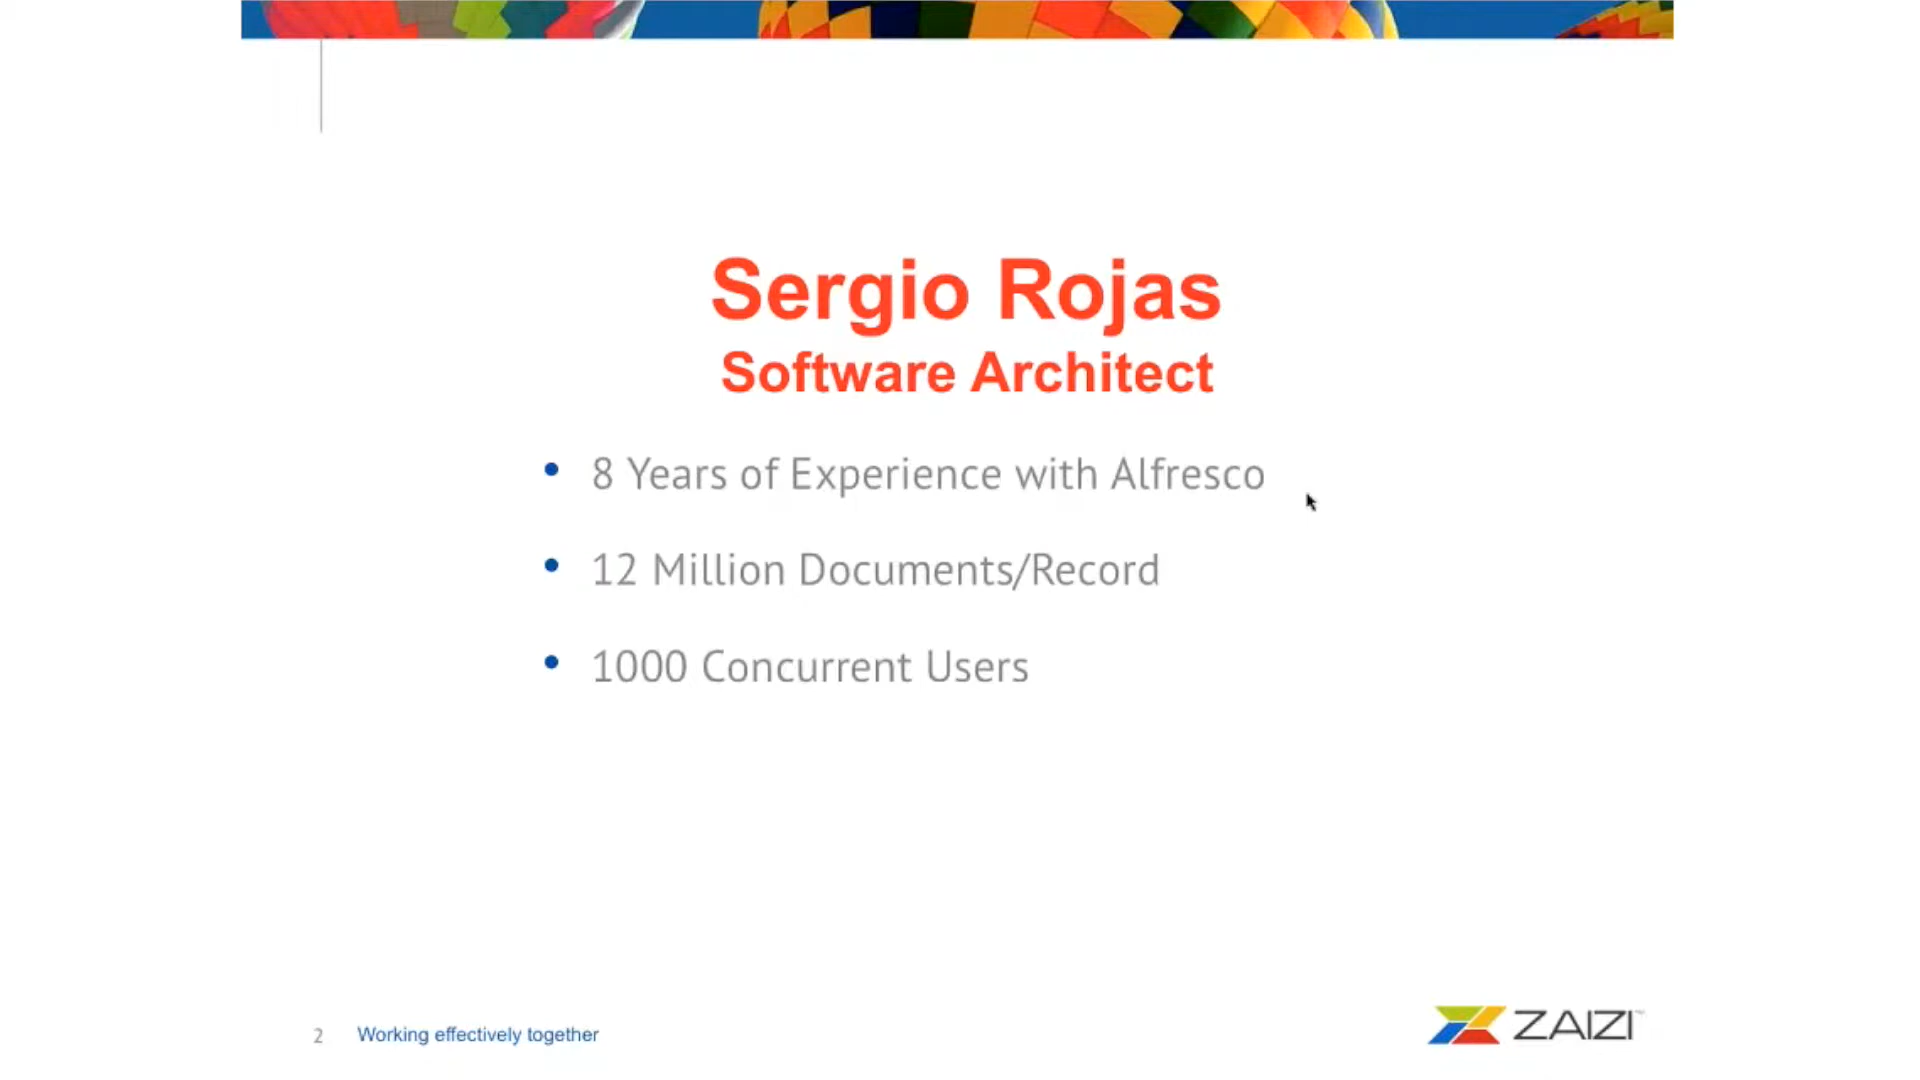 Sergio Rojas
Software Architect
• 8 Years of Experience with Alfresco
• 12 Million Documents/Record
• 1000 Concurrent Users
2 Working effectively together
ZAIZI™